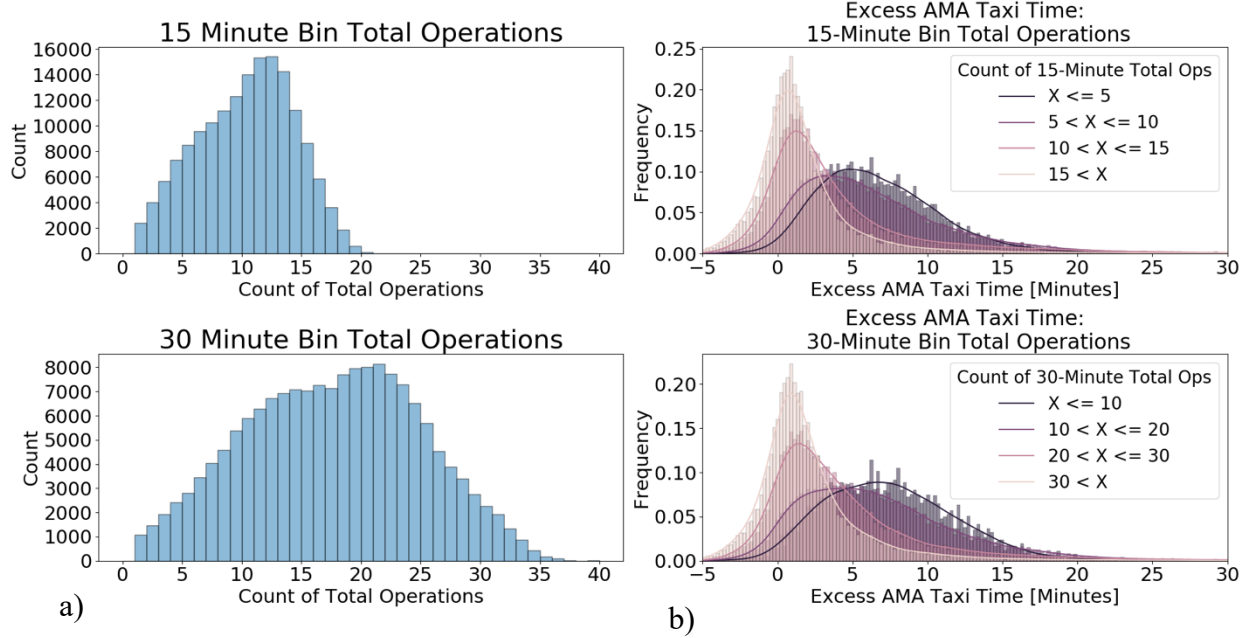 15 Minute Bin Total Operations
16000
14000
12000
10000
8000
6000
4000
2000
0
Count
0 5 10 15 20 25 30 35 40
Count of Total Operations
Excess AMA Taxi Time:
15-Minute Bin Total Operations
0.25
0.20
0.15
0.10
0.05
0.00
Frequency
Count of 15-Minute Total Ops
X <= 5
5 < X <= 10
10 < X <= 15
15 < X
−5 0 5 10 15 20 25 30
Excess AMA Taxi Time [Minutes]
30 Minute Bin Total Operations
8000
7000
6000
5000
4000
3000
2000
1000
0
Count
0 5 10 15 20 25 30 35 40
Count of Total Operations
a)
Excess AMA Taxi Time:
30-Minute Bin Total Operations
0.20
0.15
0.10
0.05
0.00
Frequency
Count of 30-Minute Total Ops
X <= 10
10 < X <= 20
20 < X <= 30
30 < X
−5 0 5 10 15 20 25 30
Excess AMA Taxi Time [Minutes]
b)